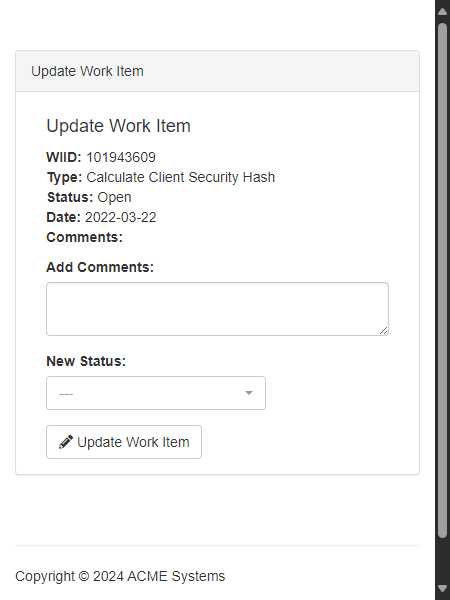 Update Work Item
Update Work Item
WIID: 101943609
Type: Calculate Client Security Hash
Status: Open
Date: 2022-03-22
Comments:
Add Comments:
New Status:
---
Update Work Item
Copyright © 2024 ACME Systems